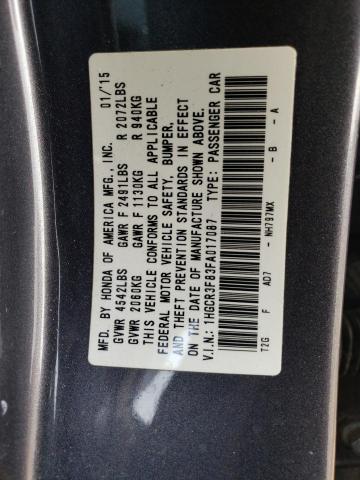 MFD. BY HONDA OF AMERICA MFG., INC. 01/'15
GVWR 4542LBS GAWR F 2491LBS R 2072LBS
GVWR 2060KG GAWR F 1130KG R 940KG
THIS VEHICLE CONFORMS TO ALL APPLICABLE
FEDERAL MOTOR VEHICLE SAFETY, BUMPER,
AND THEFT PREVENTION STANDARDS IN EFFECT
ON THE DATE OF MANUFACTURE SHOWN ABOVE.
V.I.N.: 1HGCR3F83FA017087 TYPE: PASSENGER CAR
T2G F AD7 - NH797MX - B - A